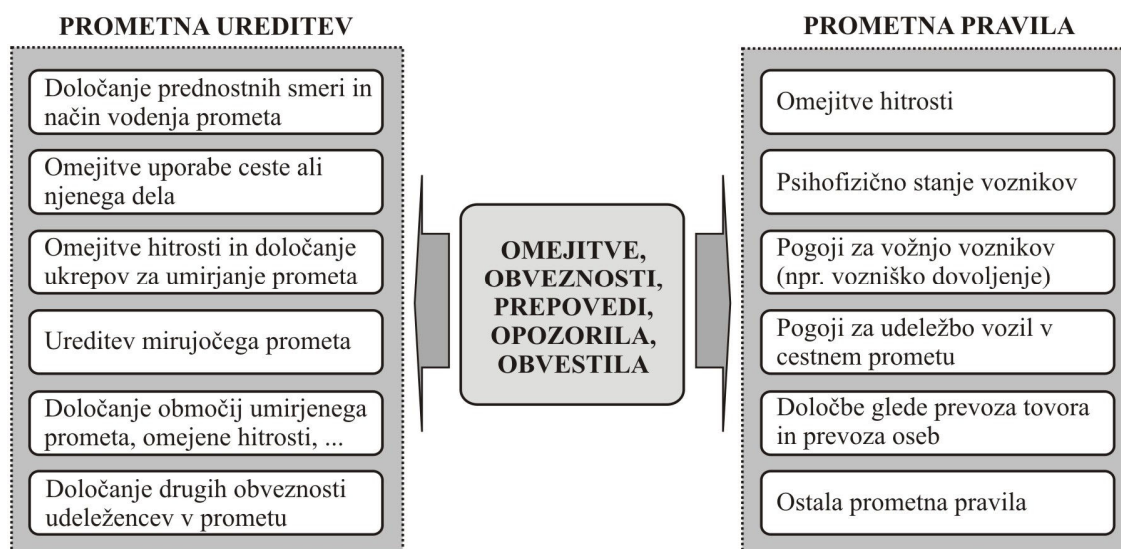 PROMETNA UREDITEV
Določanje prednostnih smeri in
način vodenja prometa
Omejitve uporabe ceste ali
njenega dela
Omejitve hitrosti in določanje
ukrepov za umirjanje prometa
Ureditev mirujočega prometa
Določanje območij umirjenega
prometa, omejene hitrosti, ...
Določanje drugih obveznosti
udeležencev v prometu
OMEJITVE,
OBVEZNOSTI,
PREPOVEDI,
OPOZORILA,
OBVESTILA
PROMETNA PRAVILA
Omejitve hitrosti
Psihofizično stanje voznikov
Pogoji za vožnjo voznikov
(npr. vozniško dovoljenje)
Pogoji za udeležbo vozil v
cestnem prometu
Določbe glede prevoza tovora
in prevoza oseb
Ostala prometna pravila